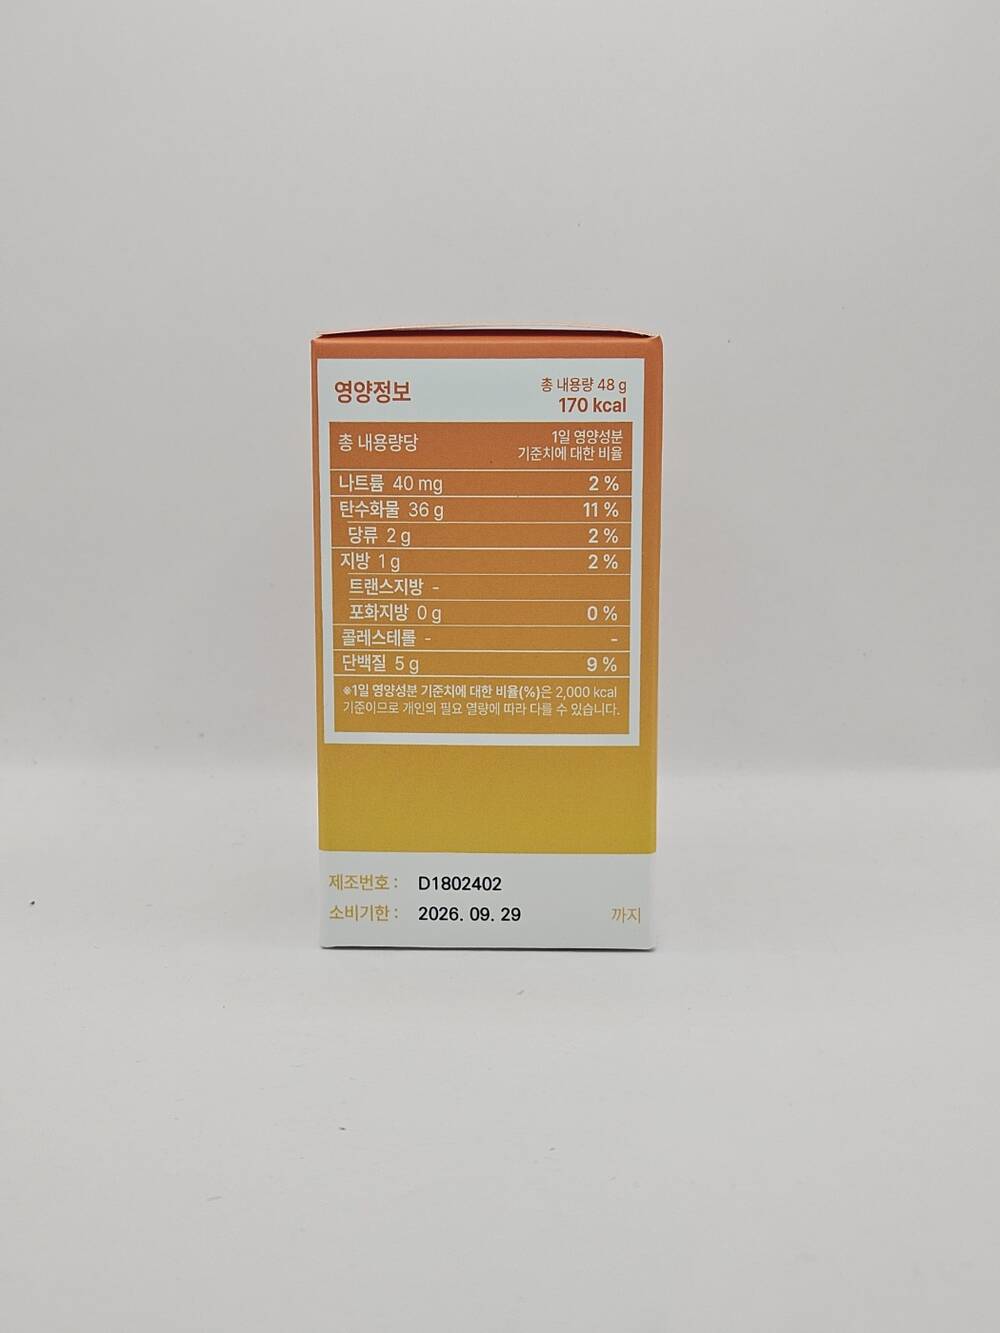 영양정보
총 내용량 48 g
170 kcal
총 내용량당
1일 영양성분
기준치에 대한 비율
나트륨 40 mg 2 %
탄수화물 36 g 11 %
당류 2 g 2 %
지방 1 g 2 %
트랜스지방 -
포화지방 0 g 0 %
콜레스테롤 - -
단백질 5 g 9 %
※1일 영양성분 기준치에 대한 비율(%)은 2,000 kcal
기준이므로 개인의 필요 열량에 따라 다를 수 있습니다.
제조번호 : D1802402
소비기한 : 2026. 09. 29 까지